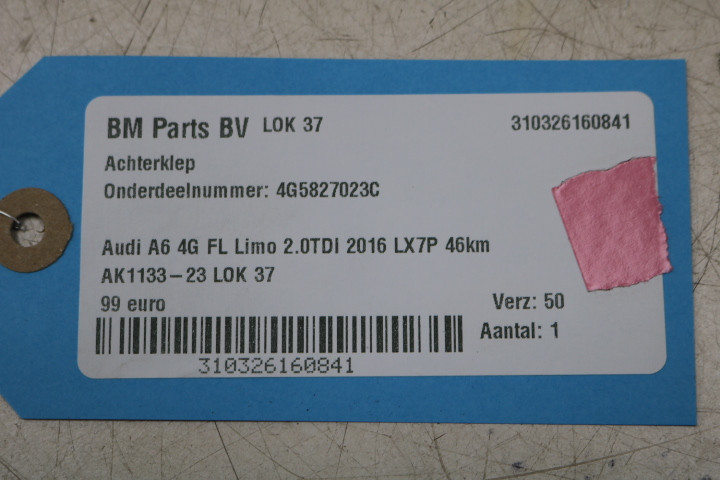 BM Parts BV LOK 37 310326160841
Achterklep
Onderdeelnummer: 4G5827023C
Audi A6 4G FL Limo 2.0TDI 2016 LX7P 46km
AK1133-23 LOK 37
99 euro Verz: 50
Aantal: 1
310326160841